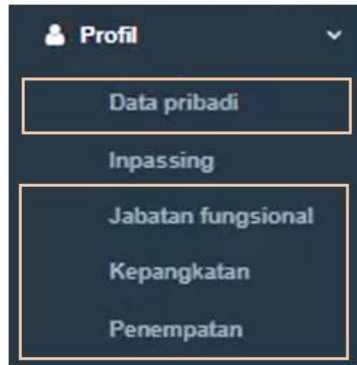 Profil
Data pribadi
Inpassing
Jabatan fungsional
Kepangkatan
Penempatan